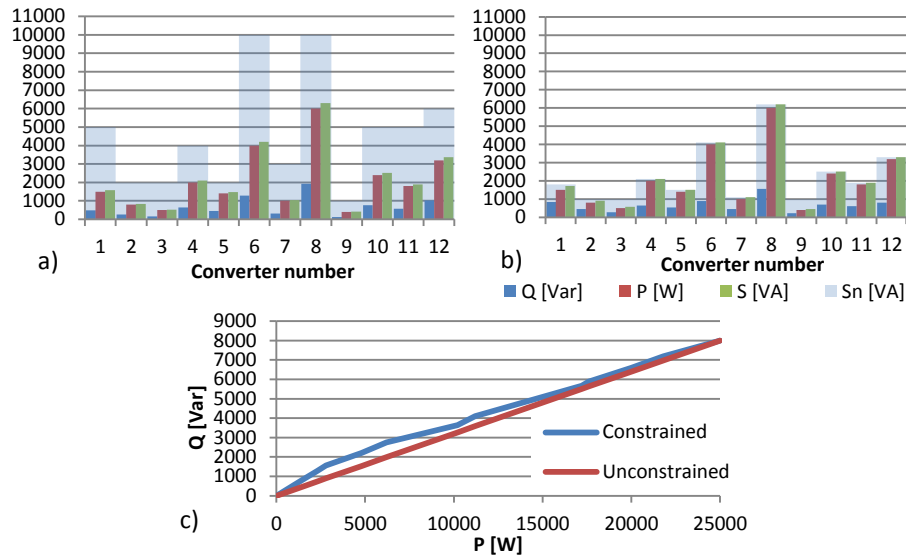 11000
10000
9000
8000
7000
6000
5000
4000
3000
2000
1000
0
1 2 3 4 5 6 7 8 9 10 11 12
a)
Converter number
11000
10000
9000
8000
7000
6000
5000
4000
3000
2000
1000
0
1 2 3 4 5 6 7 8 9 10 11 12
b)
Converter number
Q [Var] P [W] S [VA] Sn [VA]
9000
8000
7000
6000
5000
4000
3000
2000
1000
0
Q [Var]
Constrained
Unconstrained
0 5000 10000 15000 20000 25000
c)
P [W]